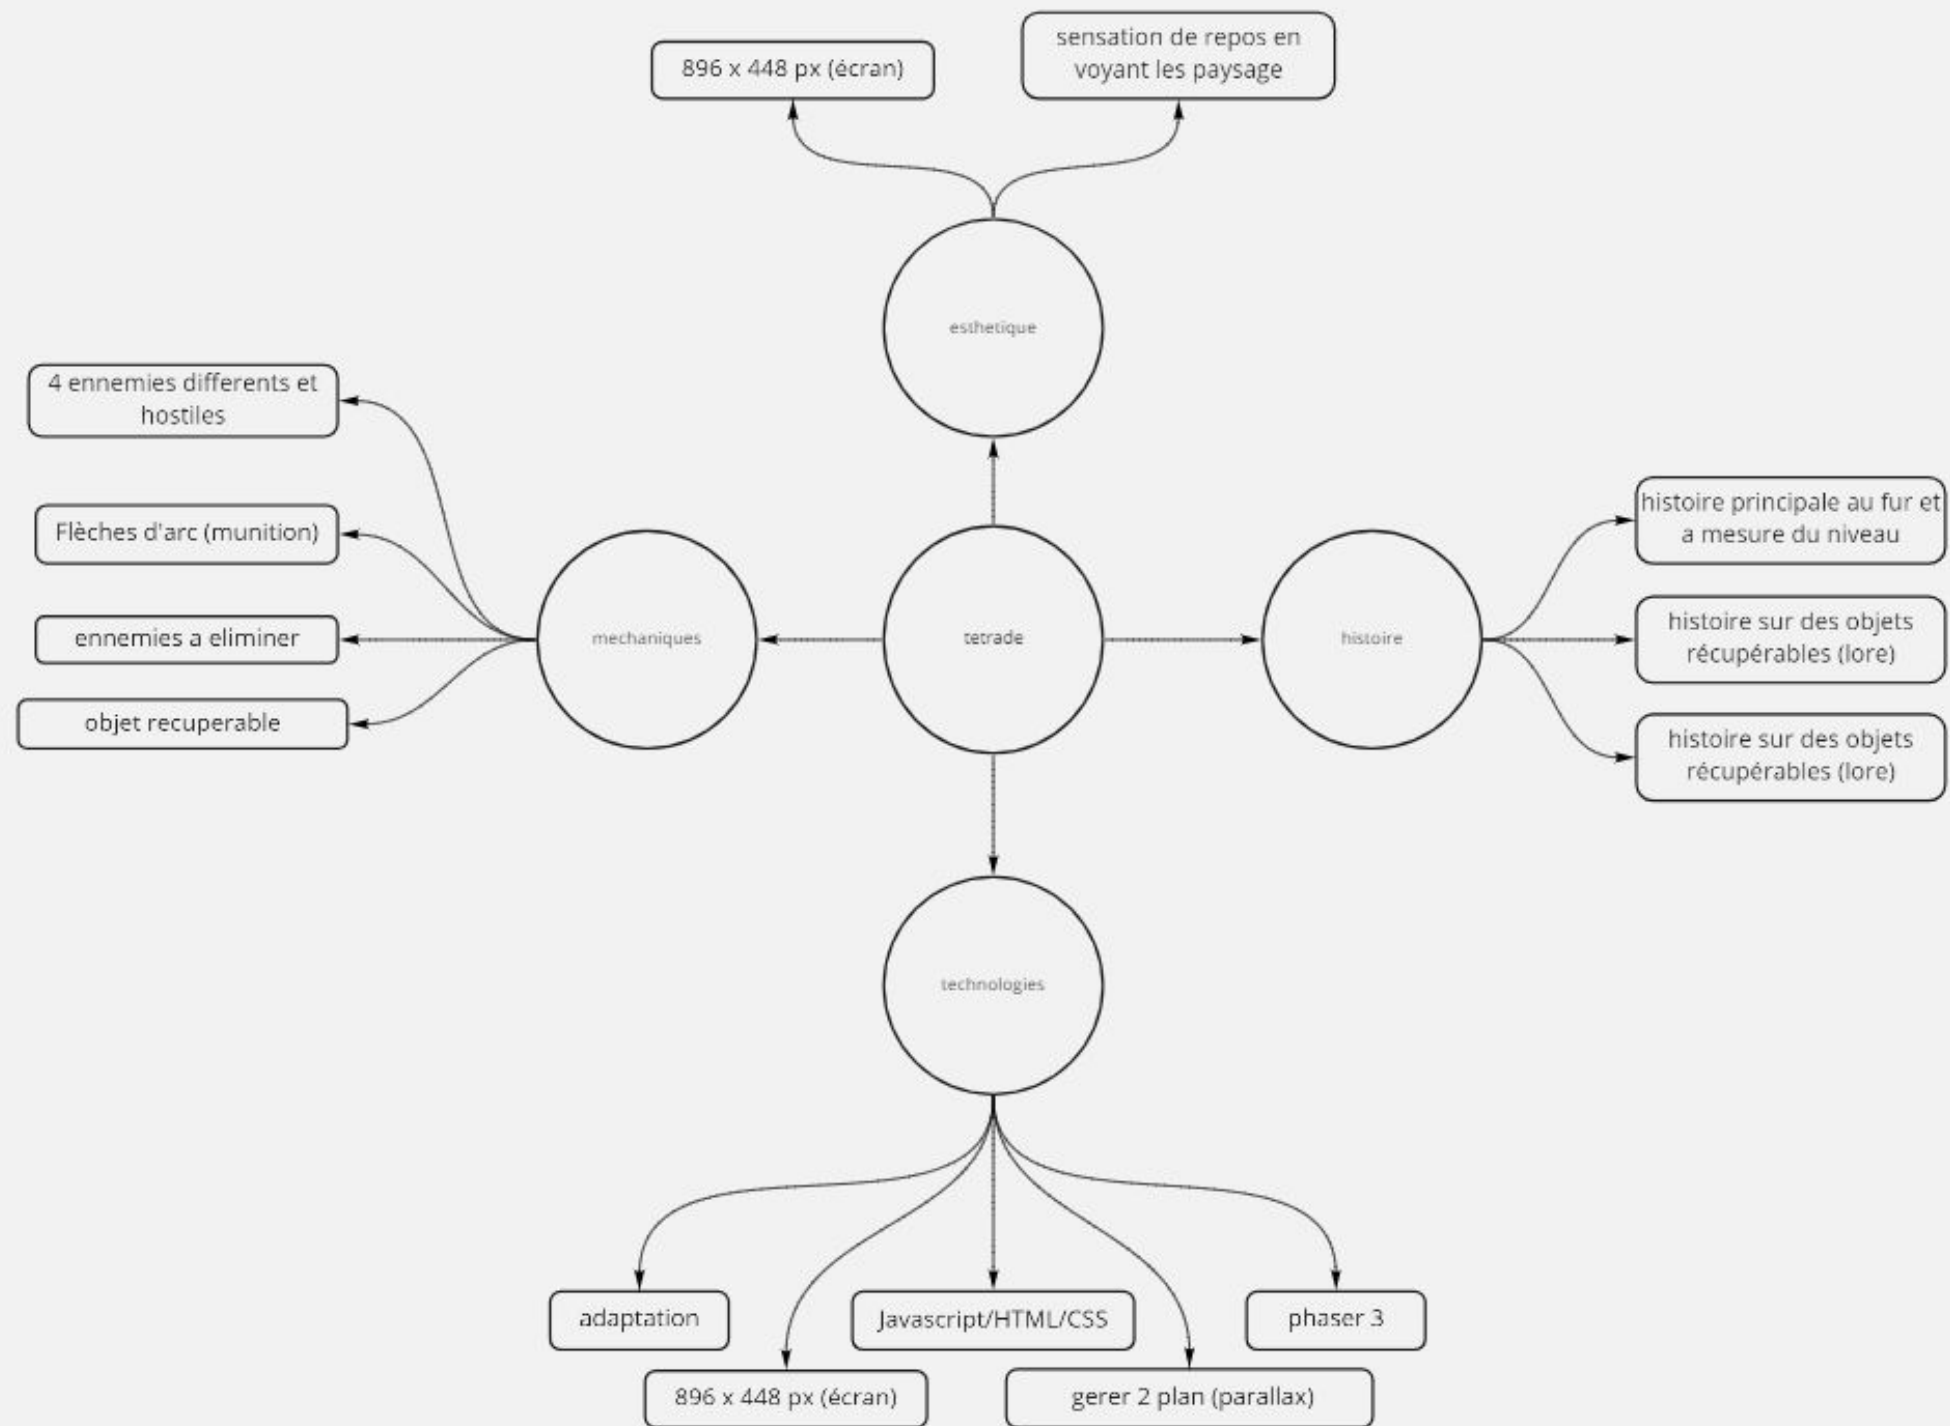 896 x 448 px (écran)
sensation de repos en
voyant les paysage
esthetique
4 ennemies differents et
hostiles
Flèches d'arc (munition)
ennemies a eliminer
objet recuperable
mechaniques
tetrade
histoire
histoire principale au fur et
a mesure du niveau
histoire sur des objets
récupérables (lore)
histoire sur des objets
récupérables (lore)
technologies
adaptation
896 x 448 px (écran)
Javascript/HTML/CSS
gerer 2 plan (parallax)
phaser 3